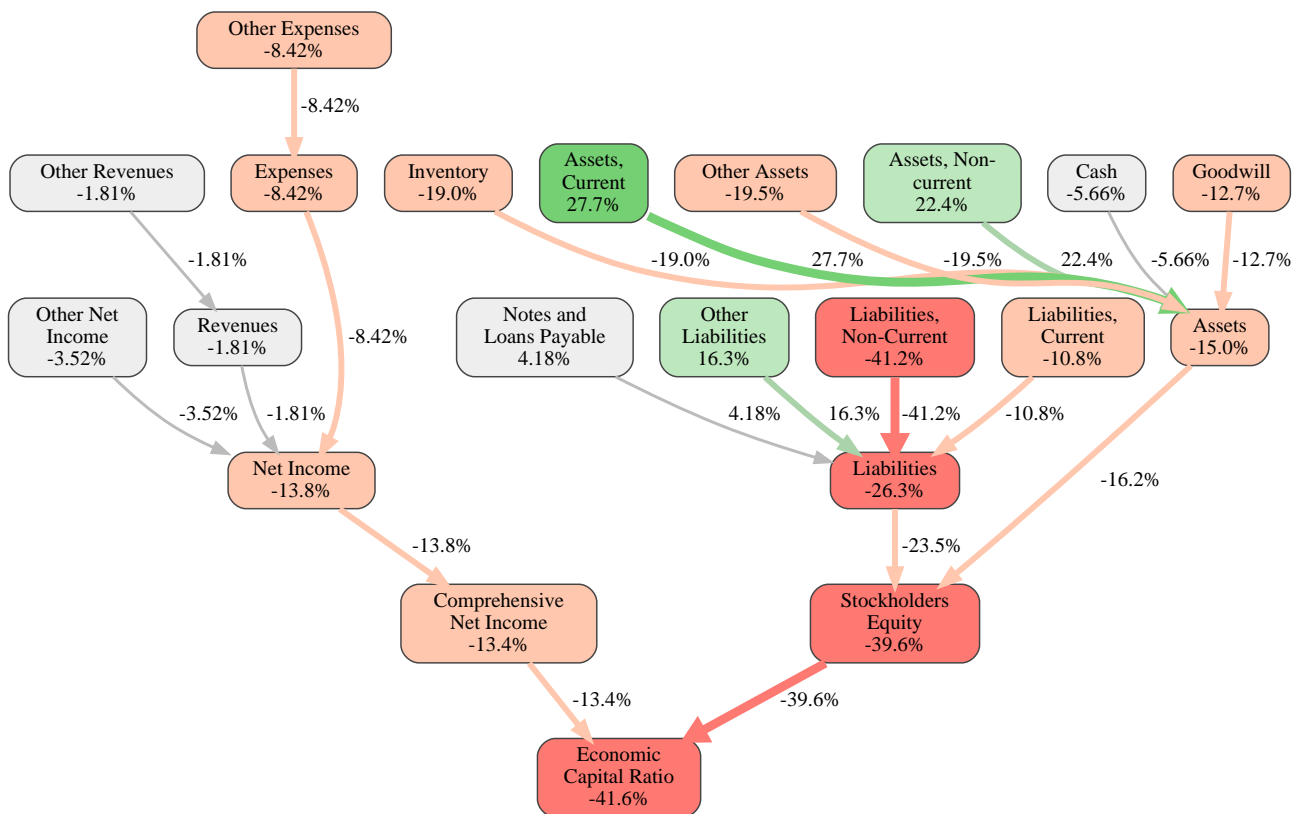 Other Expenses
-8.42%
-8.42%
Other Revenues
-1.81%
Expenses
-8.42%
Inventory
-19.0%
Assets,
Current
27.7%
Other Assets
-19.5%
Assets, Non-
current
22.4%
Cash
-5.66%
Goodwill
-12.7%
-1.81%
-19.0%
27.7%
-19.5%
22.4%
-5.66%
-12.7%
Other Net
Income
-3.52%
Revenues
-1.81%
-8.42%
Notes and
Loans Payable
4.18%
Other
Liabilities
16.3%
Liabilities,
Non-Current
-41.2%
Liabilities,
Current
-10.8%
Assets
-15.0%
-3.52%
-1.81%
4.18%
16.3%
-41.2%
-10.8%
Net Income
-13.8%
Liabilities
-26.3%
-16.2%
-13.8%
-23.5%
Comprehensive
Net Income
-13.4%
Stockholders
Equity
-39.6%
-13.4%
-39.6%
Economic
Capital Ratio
-41.6%